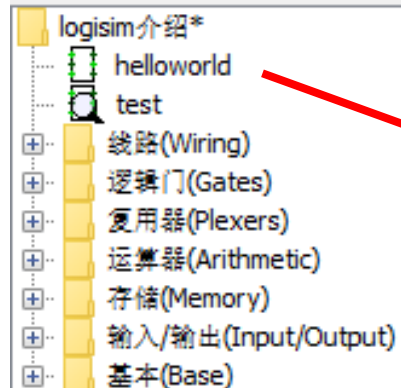 logisim介绍*
helloworld
test
线路(Wiring)
逻辑门(Gates)
复用器(Plexers)
运算器(Arithmetic)
存储(Memory)
输入/输出(Input/Output)
基本(Base)